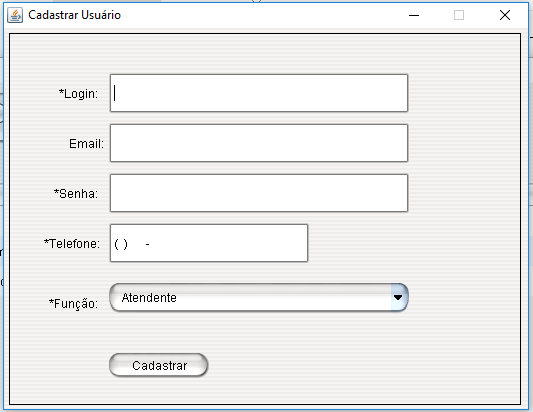 Cadastrar Usuário
*Login:
Email:
*Senha:
*Telefone: ( ) -
*Função: Atendente
Cadastrar